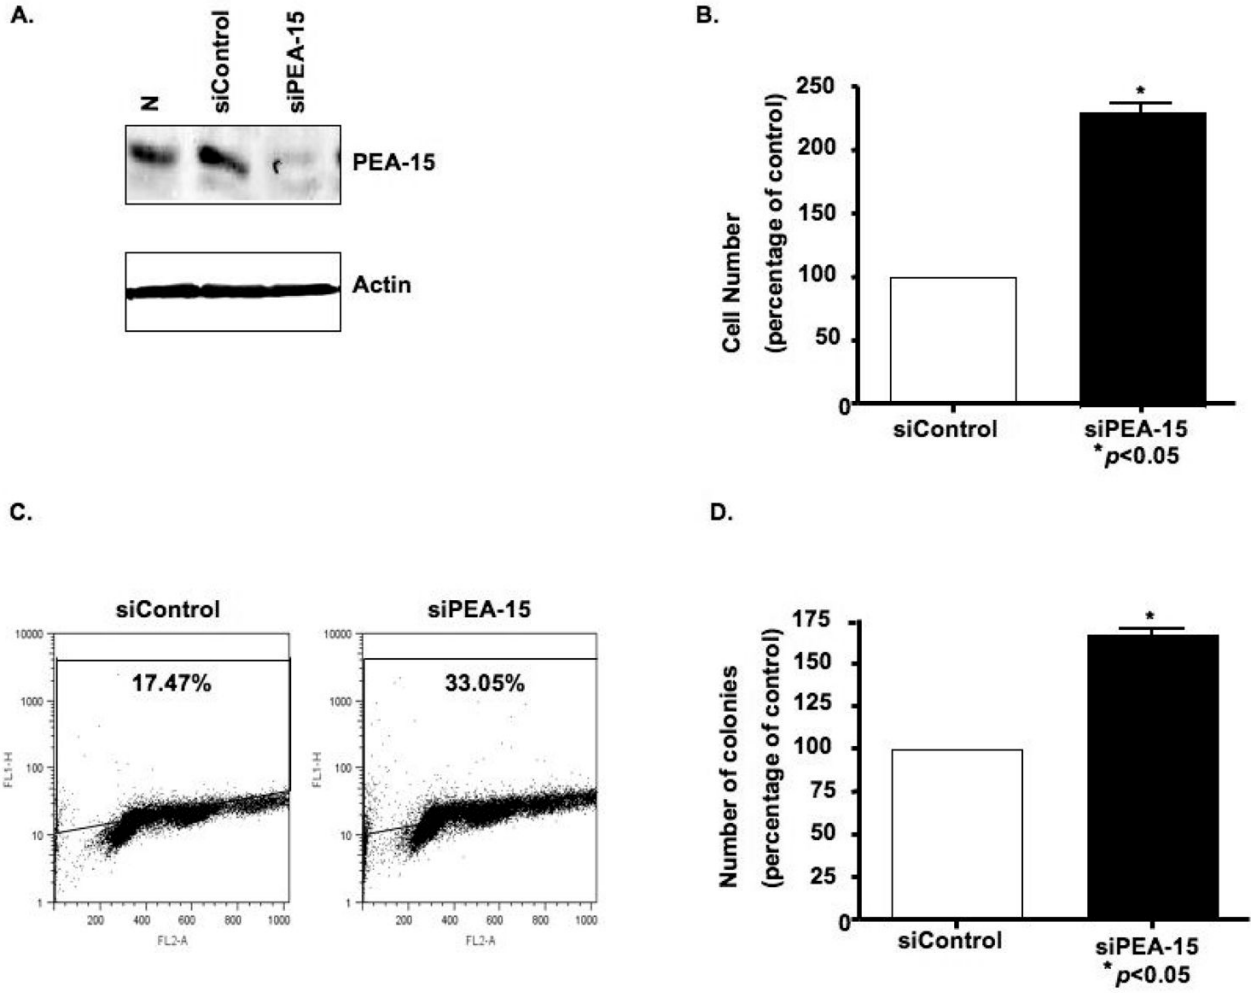 A.
N
siControl
siPEA-15
PEA-15
Actin
B.
Cell Number
(percentage of control)
250
200
150
100
50
0
*
siControl
siPEA-15
*p<0.05
C.
siControl
17.47%
FL1-H
10000
1000
100
10
1
200
400
600
800
1000
FL2-A
siPEA-15
33.05%
FL1-H
10000
1000
100
10
1
200
400
600
800
1000
FL2-A
D.
Number of colonies
(percentage of control)
175
150
125
100
75
50
25
0
*
siControl
siPEA-15
*p<0.05